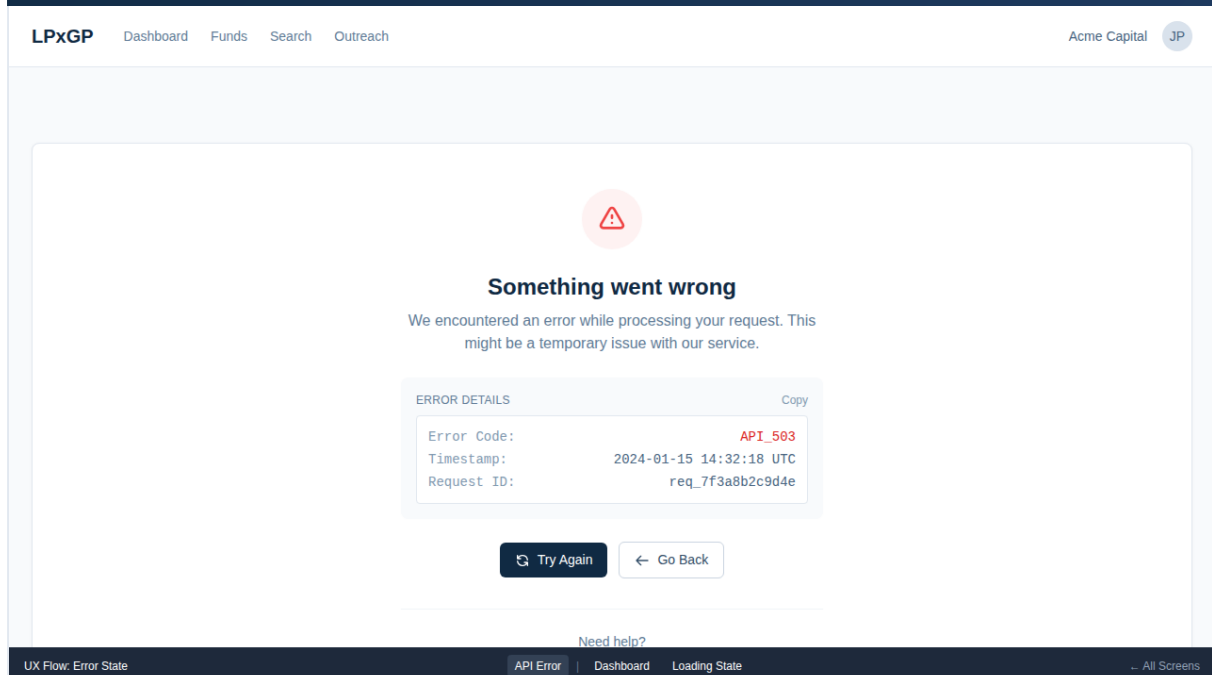 LPxGP Dashboard Funds Search Outreach Acme Capital JP
Something went wrong
We encountered an error while processing your request. This
might be a temporary issue with our service.
ERROR DETAILS Copy
Error Code: API_503
Timestamp: 2024-01-15 14:32:18 UTC
Request ID: req_7f3a8b2c9d4e
Try Again ← Go Back
Need help?
UX Flow: Error State API Error | Dashboard Loading State ← All Screens